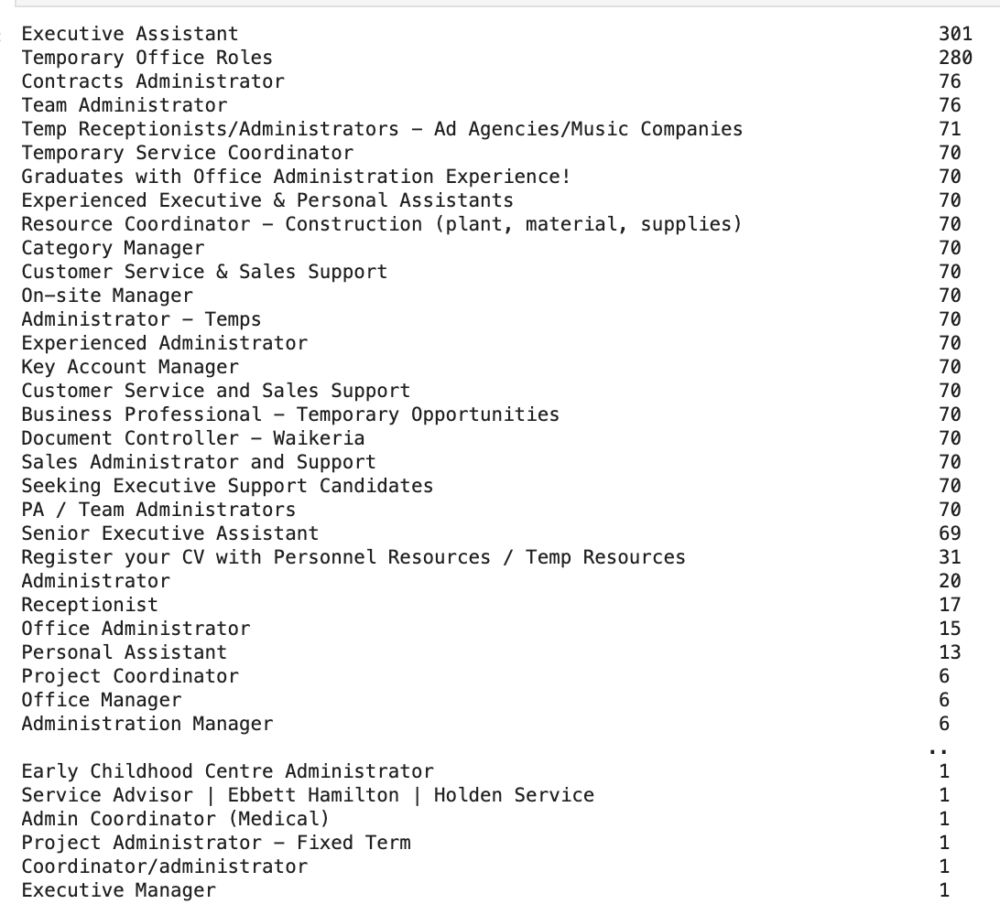 Executive Assistant 301
Temporary Office Roles 280
Contracts Administrator 76
Team Administrator 76
Temp Receptionists/Administrators – Ad Agencies/Music Companies 71
Temporary Service Coordinator 70
Graduates with Office Administration Experience! 70
Experienced Executive & Personal Assistants 70
Resource Coordinator – Construction (plant, material, supplies) 70
Category Manager 70
Customer Service & Sales Support 70
On-site Manager 70
Administrator – Temps 70
Experienced Administrator 70
Key Account Manager 70
Customer Service and Sales Support 70
Business Professional – Temporary Opportunities 70
Document Controller – Waikeria 70
Sales Administrator and Support 70
Seeking Executive Support Candidates 70
PA / Team Administrators 70
Senior Executive Assistant 69
Register your CV with Personnel Resources / Temp Resources 31
Administrator 20
Receptionist 17
Office Administrator 15
Personal Assistant 13
Project Coordinator 6
Office Manager 6
Administration Manager 6
..
Early Childhood Centre Administrator 1
Service Advisor | Ebbett Hamilton | Holden Service 1
Admin Coordinator (Medical) 1
Project Administrator – Fixed Term 1
Coordinator/administrator 1
Executive Manager 1